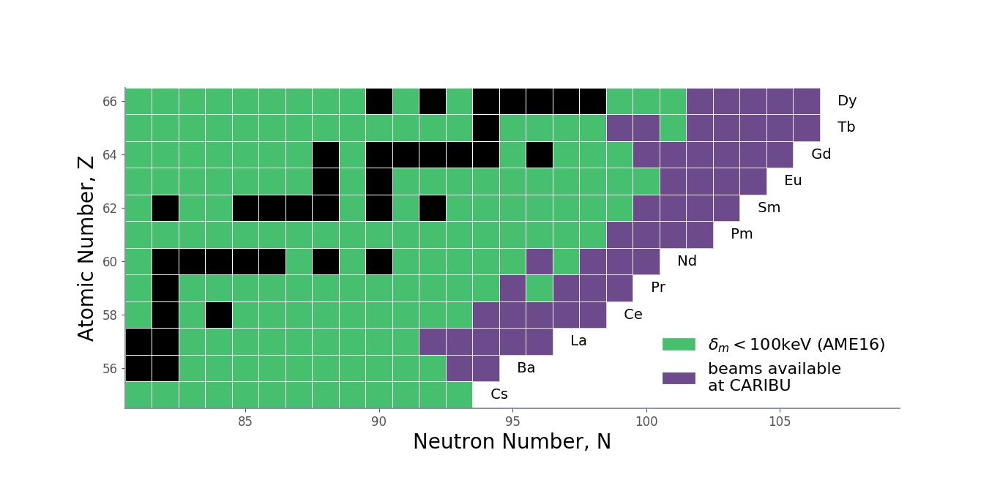 66
Dy
Tb
64
Gd
Eu
62
Sm
Pm
60
Nd
Pr
58
Ce
La
56
Ba
Cs
Atomic Number, Z
δm < 100keV (AME16)
beams available
at CARIBU
85 90 95 100 105
Neutron Number, N